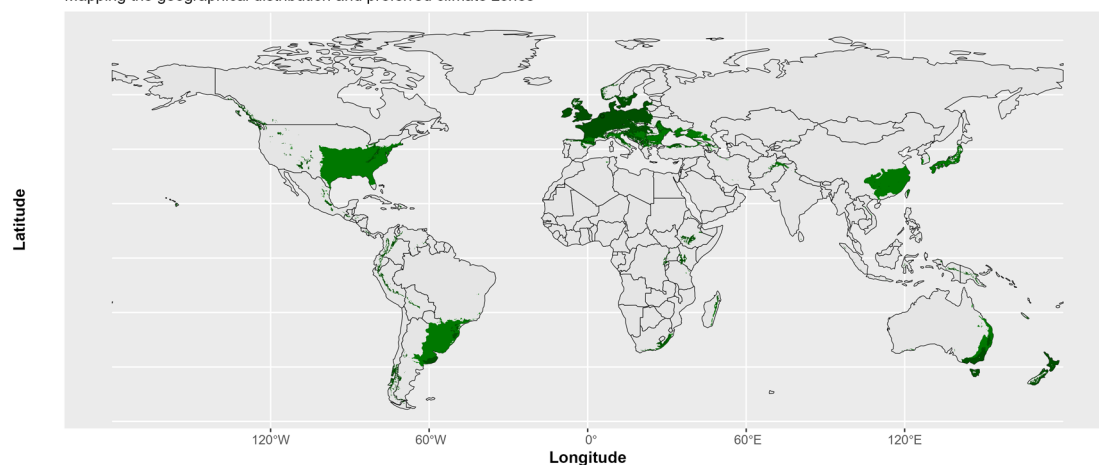 Mapping the geographical distribution and preferred climate zones
Latitude
120°W 60°W 0° 60°E 120°E
Longitude